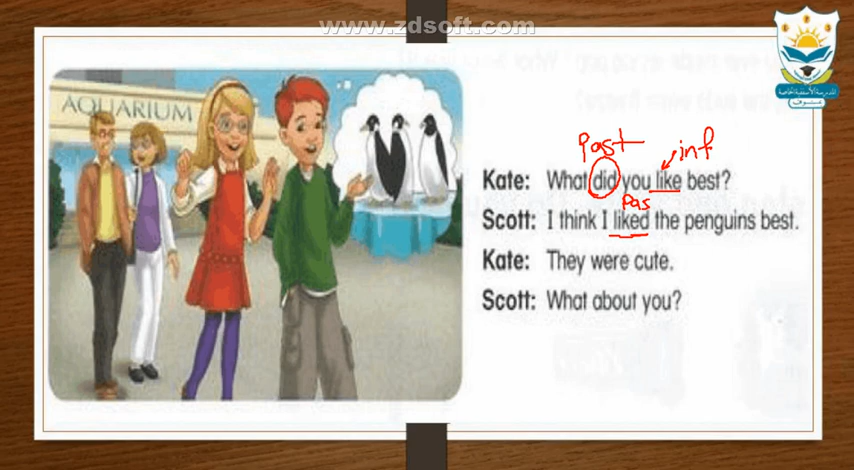 www.zdsoft.com
AQUARIUM
Past
inf
Kate: What did you like best?
Pas
Scott: I think I liked the penguins best.
Kate: They were cute.
Scott: What about you?